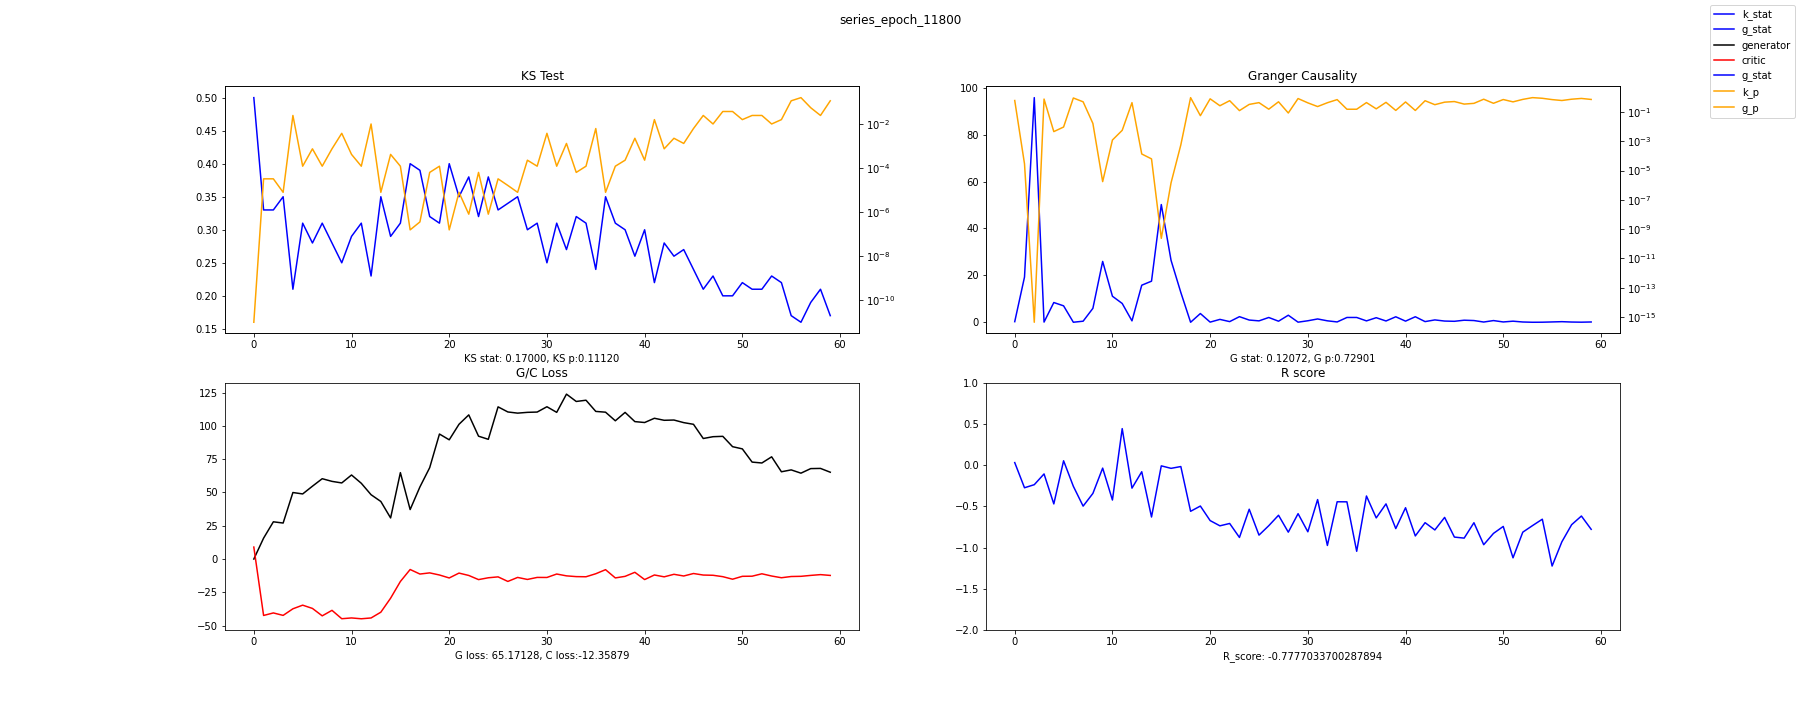 series_epoch_11800
k_stat
g_stat
generator
critic
g_stat
k_p
g_p
KS Test
0.50
0.45
0.40
0.35
0.30
0.25
0.20
0.15
10⁻²
10⁻⁴
10⁻⁶
10⁻⁸
10⁻¹⁰
0 10 20 30 40 50 60
KS stat: 0.17000, KS p:0.11120
Granger Causality
100
80
60
40
20
0
10⁻¹
10⁻³
10⁻⁵
10⁻⁷
10⁻⁹
10⁻¹¹
10⁻¹³
10⁻¹⁵
0 10 20 30 40 50 60
G stat: 0.12072, G p:0.72901
G/C Loss
125
100
75
50
25
0
−25
−50
0 10 20 30 40 50 60
G loss: 65.17128, C loss:-12.35879
R score
1.0
0.5
0.0
−0.5
−1.0
−1.5
−2.0
0 10 20 30 40 50 60
R_score: -0.7777033700287894